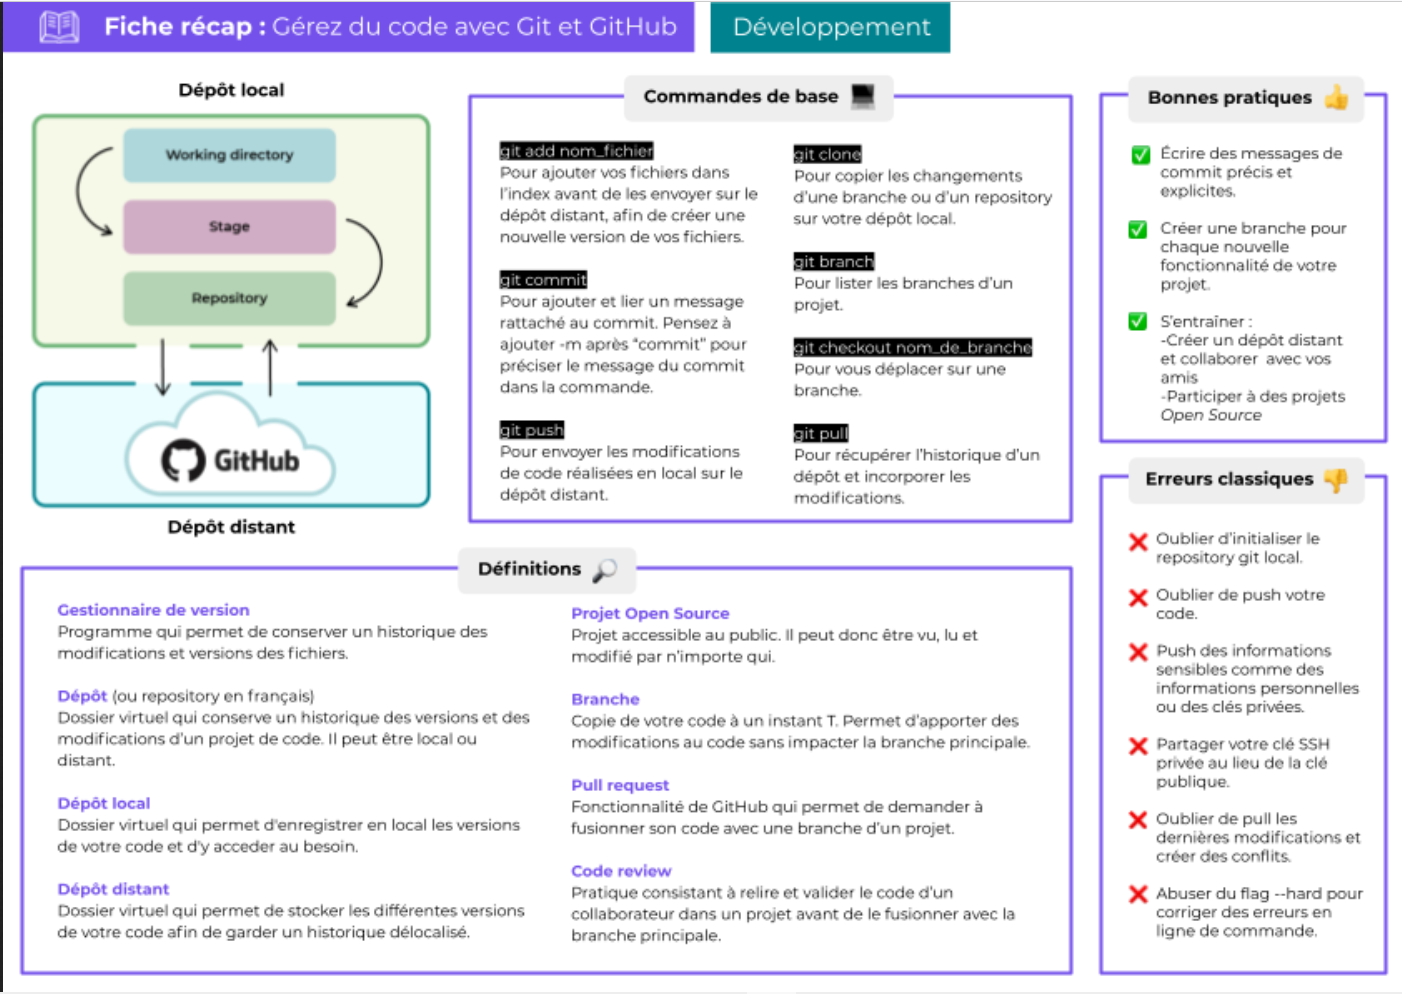 Fiche récap : Gérez du code avec Git et GitHub
Développement
Dépôt local
Working directory
Stage
Repository
GitHub
Dépôt distant
Commandes de base
git add nom_fichier
Pour ajouter vos fichiers dans
l'index avant de les envoyer sur le
dépôt distant, afin de créer une
nouvelle version de vos fichiers.
git commit
Pour ajouter et lier un message
rattaché au commit. Pensez à
ajouter -m après “commit” pour
préciser le message du commit
dans la commande.
git push
Pour envoyer les modifications
de code réalisées en local sur le
dépôt distant.
git clone
Pour copier les changements
d'une branche ou d'un repository
sur votre dépôt local.
git branch
Pour lister les branches d'un
projet.
git checkout nom_de_branche
Pour vous déplacer sur une
branche.
git pull
Pour récupérer l'historique d'un
dépôt et incorporer les
modifications.
Bonnes pratiques
Écrire des messages de
commit précis et
explicites.
Créer une branche pour
chaque nouvelle
fonctionnalité de votre
projet.
S'entraîner :
-Créer un dépôt distant
et collaborer avec vos
amis
-Participer à des projets
Open Source
Erreurs classiques
Oublier d'initialiser le
repository git local.
Oublier de push votre
code.
Push des informations
sensibles comme des
informations personnelles
ou des clés privées.
Partager votre clé SSH
privée au lieu de la clé
publique.
Oublier de pull les
dernières modifications et
créer des conflits.
Abuser du flag --hard pour
corriger des erreurs en
ligne de commande.
Définitions
Gestionnaire de version
Programme qui permet de conserver un historique des
modifications et versions des fichiers.
Dépôt (ou repository en français)
Dossier virtuel qui conserve un historique des versions et des
modifications d'un projet de code. Il peut être local ou
distant.
Dépôt local
Dossier virtuel qui permet d'enregistrer en local les versions
de votre code et d'y acceder au besoin.
Dépôt distant
Dossier virtuel qui permet de stocker les différentes versions
de votre code afin de garder un historique délocalisé.
Projet Open Source
Projet accessible au public. Il peut donc être vu, lu et
modifié par n'importe qui.
Branche
Copie de votre code à un instant T. Permet d'apporter des
modifications au code sans impacter la branche principale.
Pull request
Fonctionnalité de GitHub qui permet de demander à
fusionner son code avec une branche d'un projet.
Code review
Pratique consistant à relire et valider le code d'un
collaborateur dans un projet avant de le fusionner avec la
branche principale.